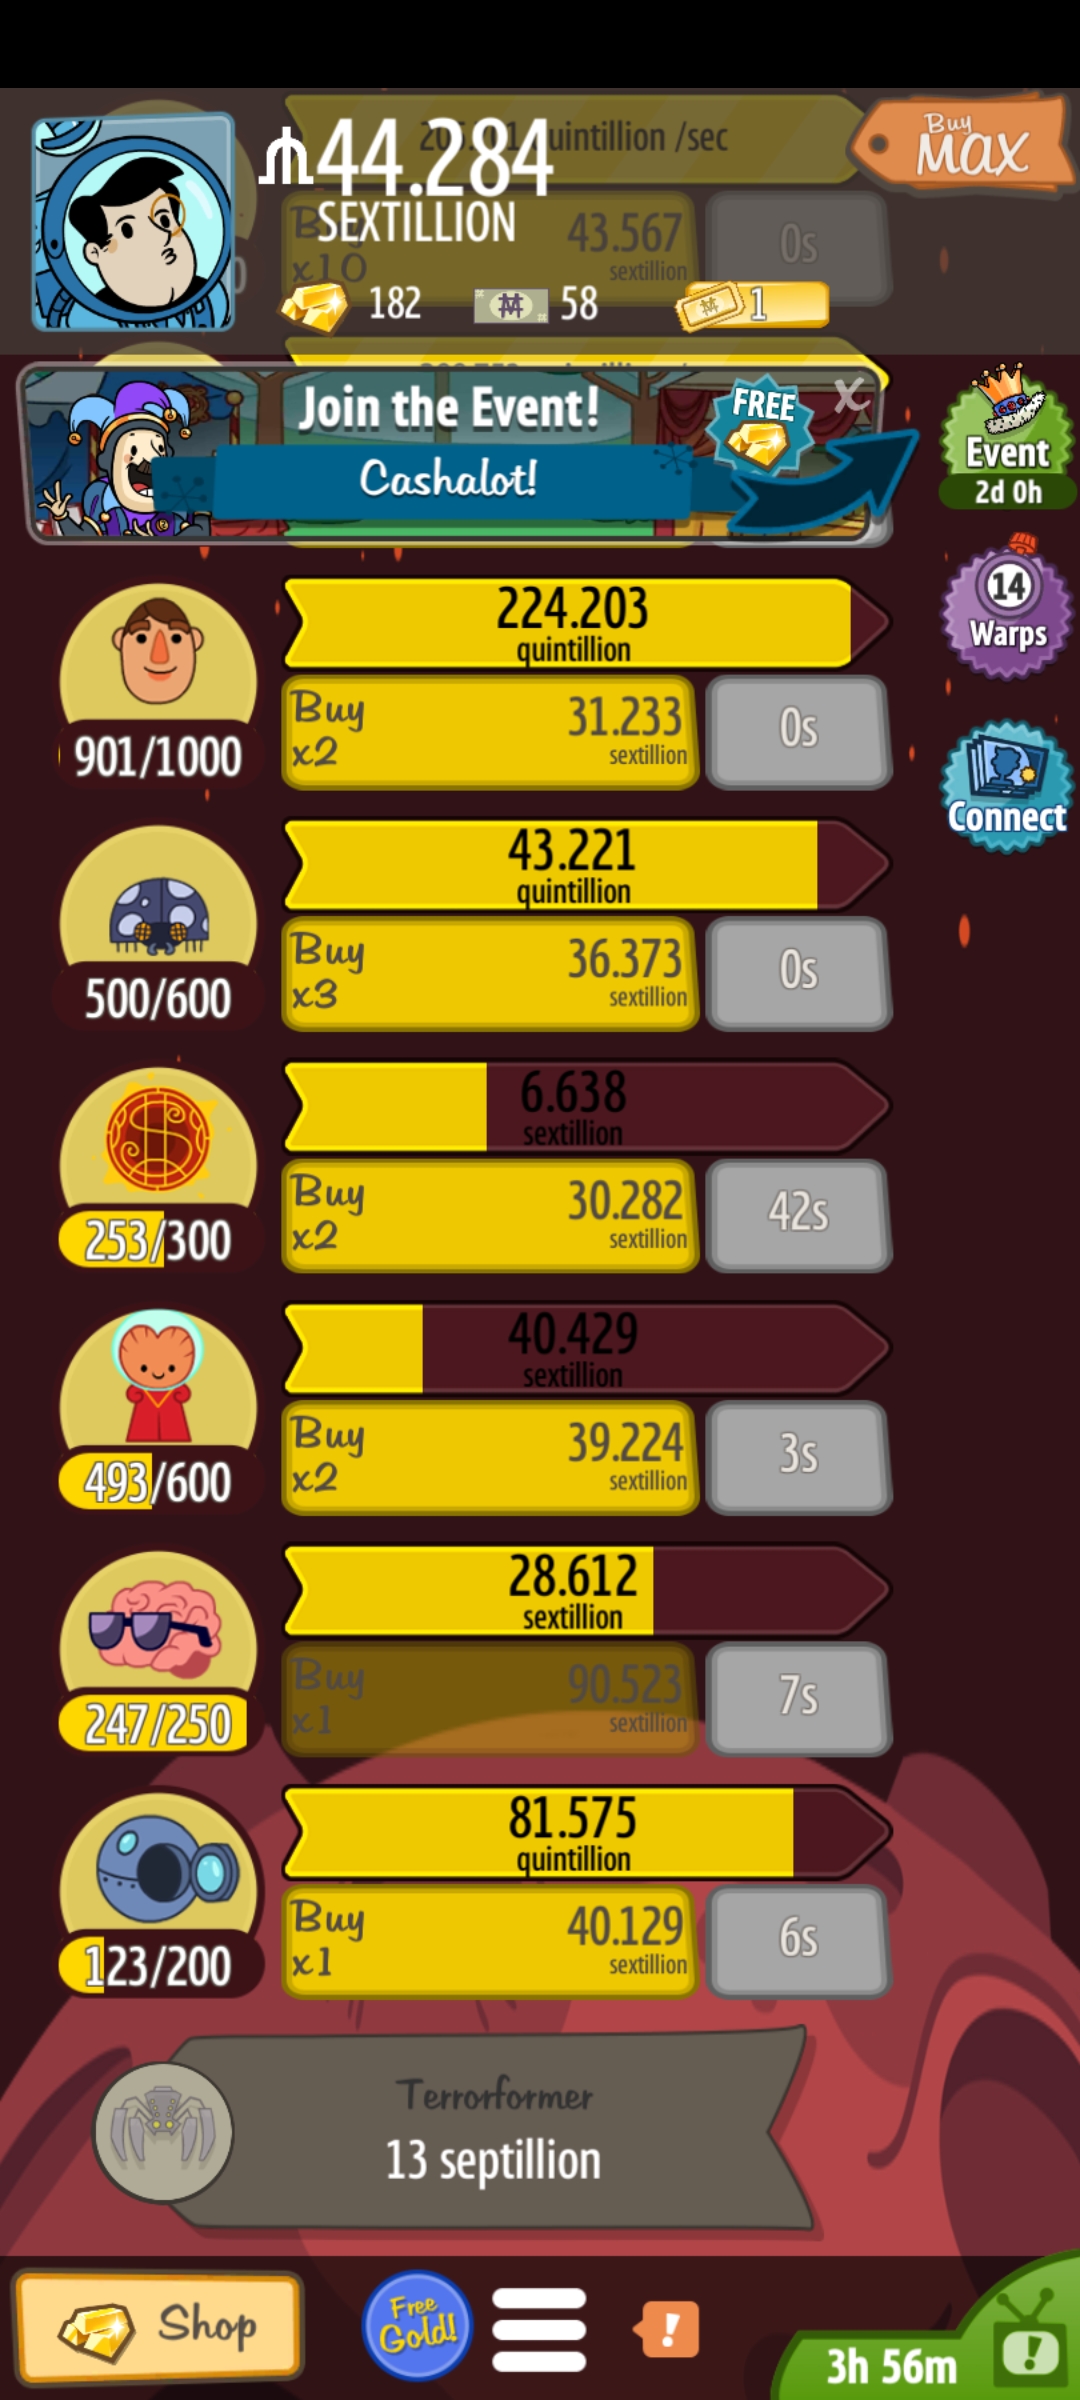 44.284
SEXTILLION
Buy
MAX
quintillion /sec
Buy
x10
43.567
sextillion
0s
182
58
1
Join the Event!
FREE
X
Cashalot!
Event
2d 0h
224.203
quintillion
14
Warps
901/1000
Buy
x2
31.233
sextillion
0s
Connect
43.221
quintillion
500/600
Buy
x3
36.373
sextillion
0s
6.638
sextillion
253/300
Buy
x2
30.282
sextillion
42s
40.429
sextillion
493/600
Buy
x2
39.224
sextillion
3s
28.612
sextillion
247/250
Buy
x1
90.523
sextillion
7s
81.575
quintillion
123/200
Buy
x1
40.129
sextillion
6s
Terrorformer
13 septillion
Shop
Free
Gold!
!
3h 56m
!